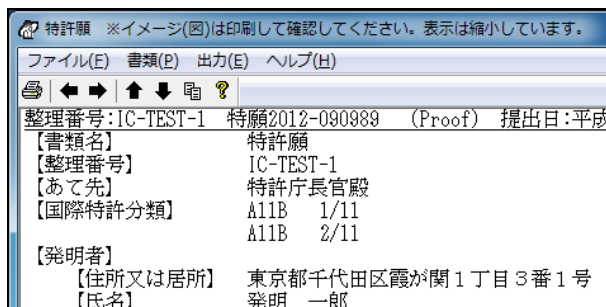 特許願 ※イメージ(図)は印刷して確認してください。表示は縮小しています。
ファイル(F) 書類(P) 出力(E) ヘルプ(H)
整理番号:IC-TEST-1 特願2012-090989 (Proof) 提出日:平成
【書類名】 特許願
【整理番号】 IC-TEST-1
【あて先】 特許庁長官殿
【国際特許分類】 A11B 1/11
A11B 2/11
【発明者】
【住所又は居所】 東京都千代田区霞が関1丁目3番1号
【氏名】 発明 一郎